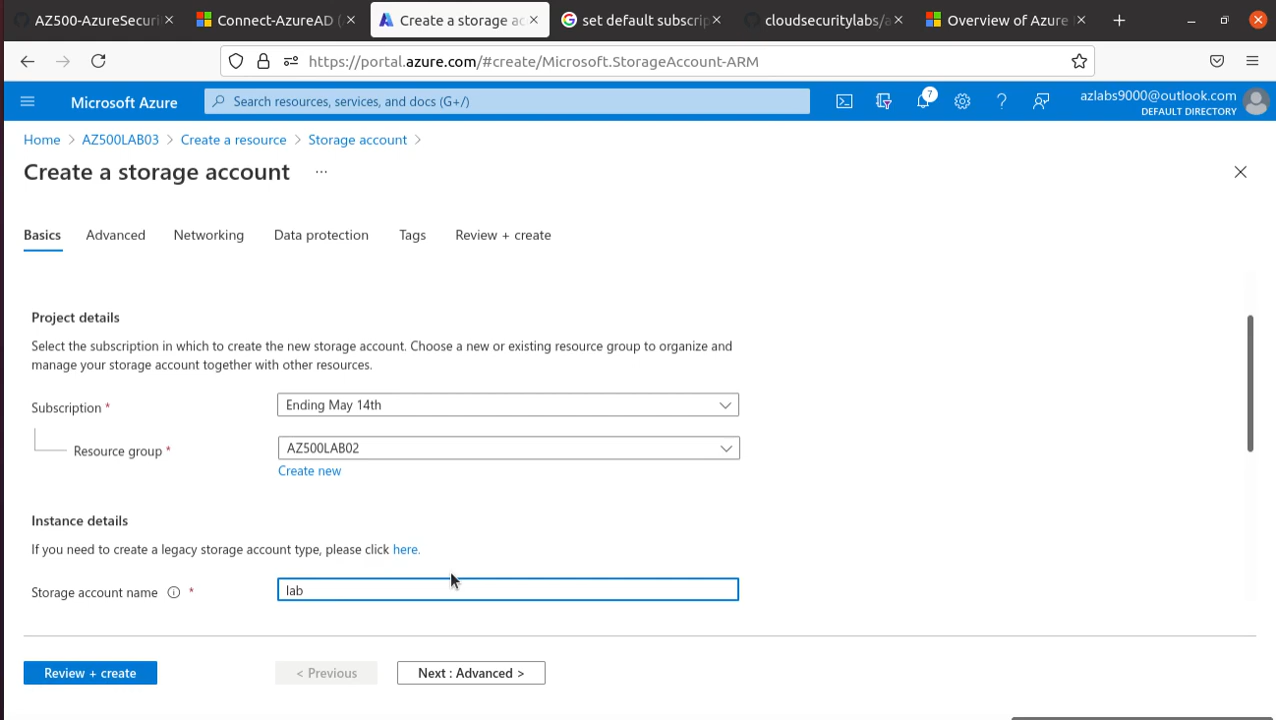 AZ500-AzureSecuri
Connect-AzureAD (
Create a storage ac
set default subscrip
cloudsecuritylabs/a
Overview of Azure
https://portal.azure.com/#create/Microsoft.StorageAccount-ARM
Microsoft Azure
Search resources, services, and docs (G+/)
7
azlabs9000@outlook.com
DEFAULT DIRECTORY
Home > AZ500LAB03 > Create a resource > Storage account >
Create a storage account ...
Basics
Advanced
Networking
Data protection
Tags
Review + create
Project details
Select the subscription in which to create the new storage account. Choose a new or existing resource group to organize and
manage your storage account together with other resources.
Subscription *
Ending May 14th
Resource group *
AZ500LAB02
Create new
Instance details
If you need to create a legacy storage account type, please click here.
Storage account name *
lab
Review + create
< Previous
Next : Advanced >